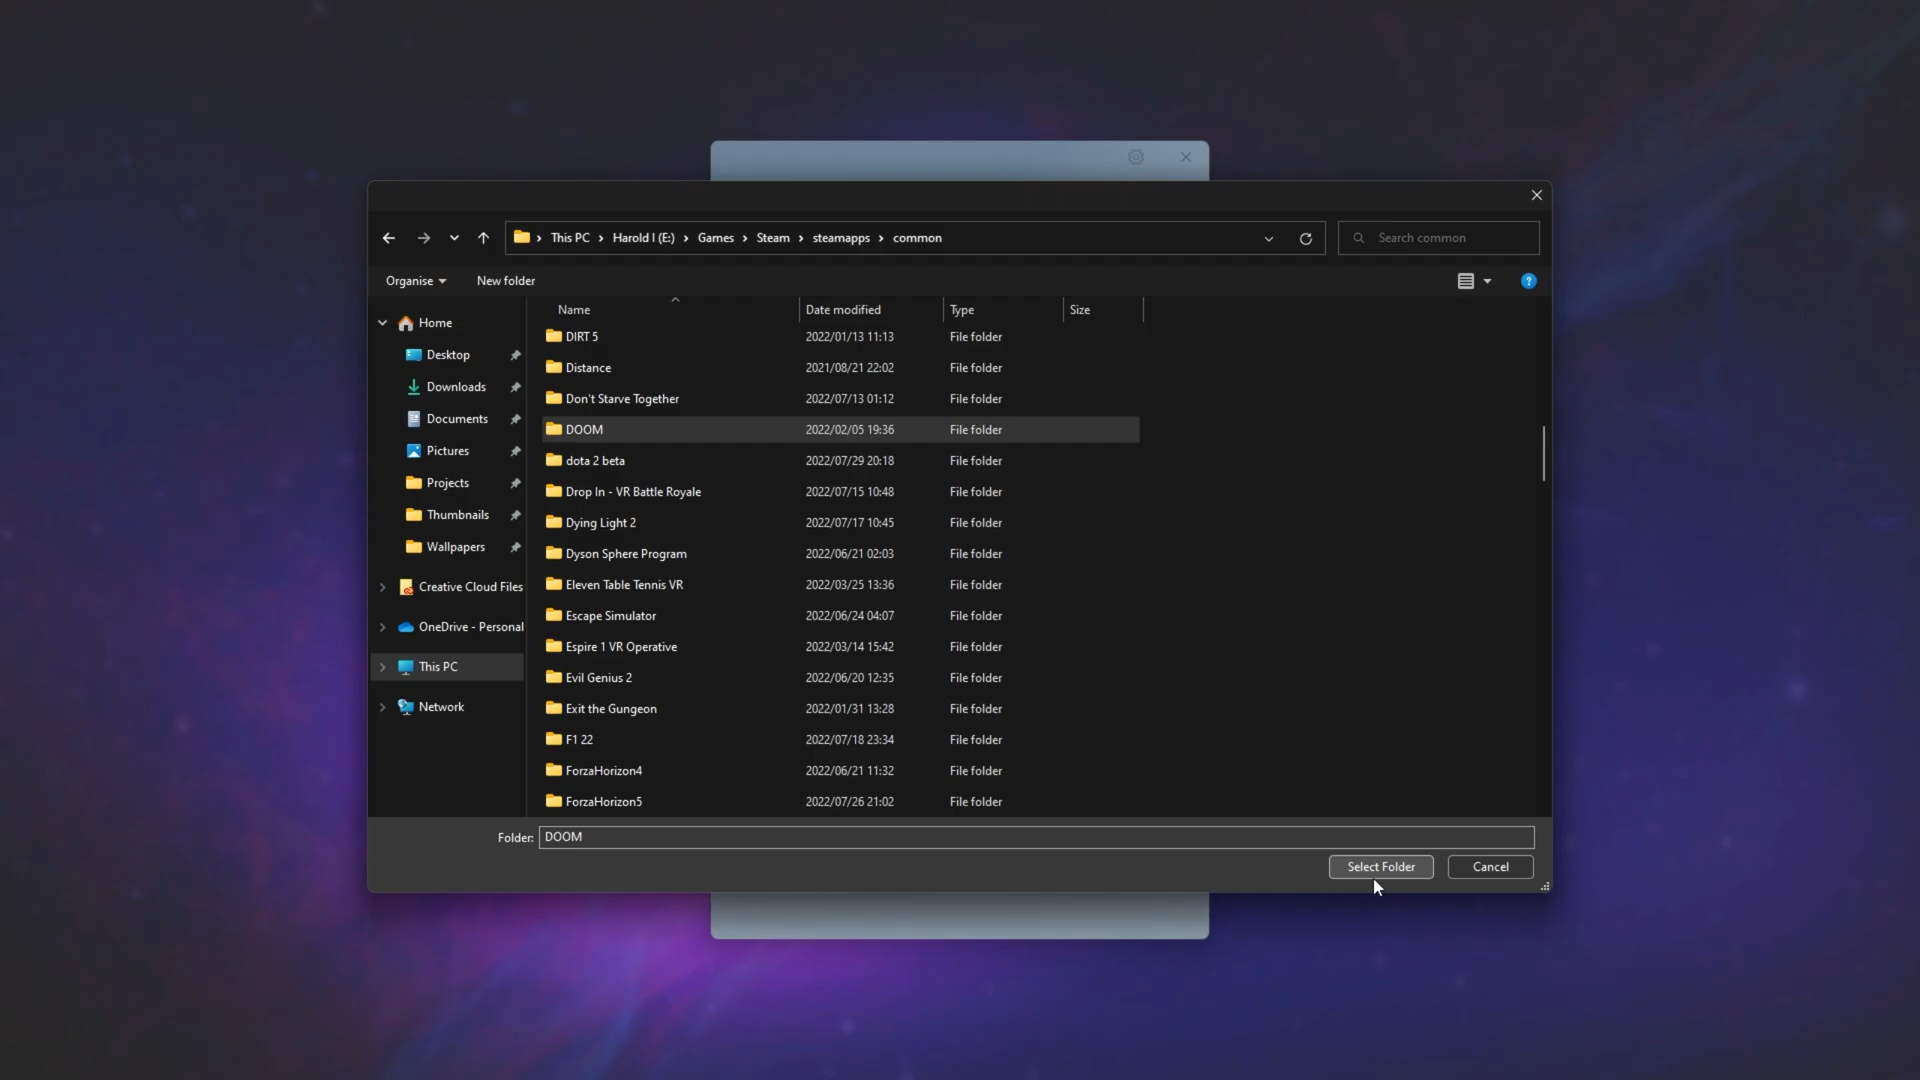 This PC > Harold I (E:) > Games > Steam > steamapps > common
Search common
Organise
New folder
Name Date modified Type Size
Home
Desktop
Downloads
Documents
Pictures
Projects
Thumbnails
Wallpapers
Creative Cloud Files
OneDrive - Personal
This PC
Network
DIRT 5 2022/01/13 11:13 File folder
Distance 2021/08/21 22:02 File folder
Don't Starve Together 2022/07/13 01:12 File folder
DOOM 2022/02/05 19:36 File folder
dota 2 beta 2022/07/29 20:18 File folder
Drop In - VR Battle Royale 2022/07/15 10:48 File folder
Dying Light 2 2022/07/17 10:45 File folder
Dyson Sphere Program 2022/06/21 02:03 File folder
Eleven Table Tennis VR 2022/03/25 13:36 File folder
Escape Simulator 2022/06/24 04:07 File folder
Espire 1 VR Operative 2022/03/14 15:42 File folder
Evil Genius 2 2022/06/20 12:35 File folder
Exit the Gungeon 2022/01/31 13:28 File folder
F1 22 2022/07/18 23:34 File folder
ForzaHorizon4 2022/06/21 11:32 File folder
ForzaHorizon5 2022/07/26 21:02 File folder
Folder: DOOM
Select Folder
Cancel